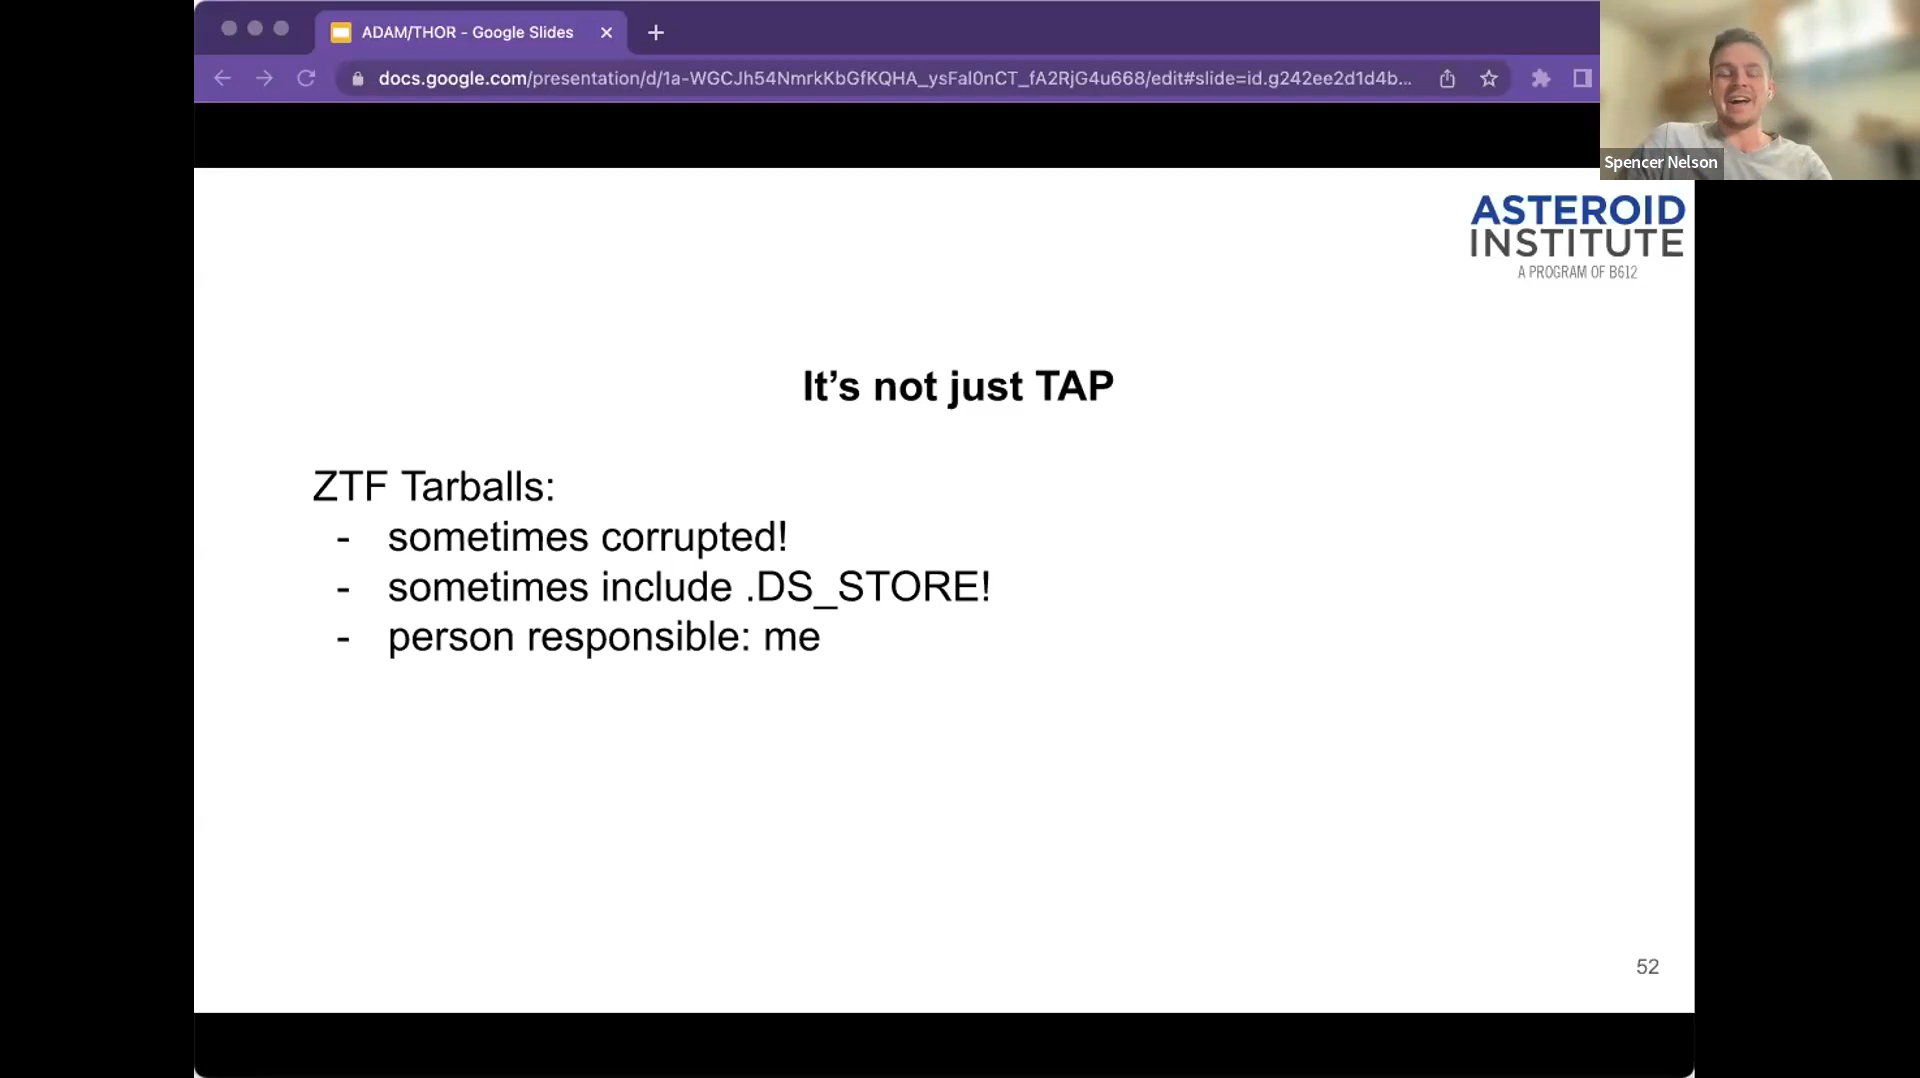 ADAM/THOR - Google Slides
docs.google.com/presentation/d/1a-WGCJh54NmrkKbGfKQHA_ysFal0nCT_fA2RjG4u668/edit#slide=id.g242ee2d1d4b...
Spencer Nelson
ASTEROID
INSTITUTE
A PROGRAM OF B612
It’s not just TAP
ZTF Tarballs:
- sometimes corrupted!
- sometimes include .DS_STORE!
- person responsible: me
52